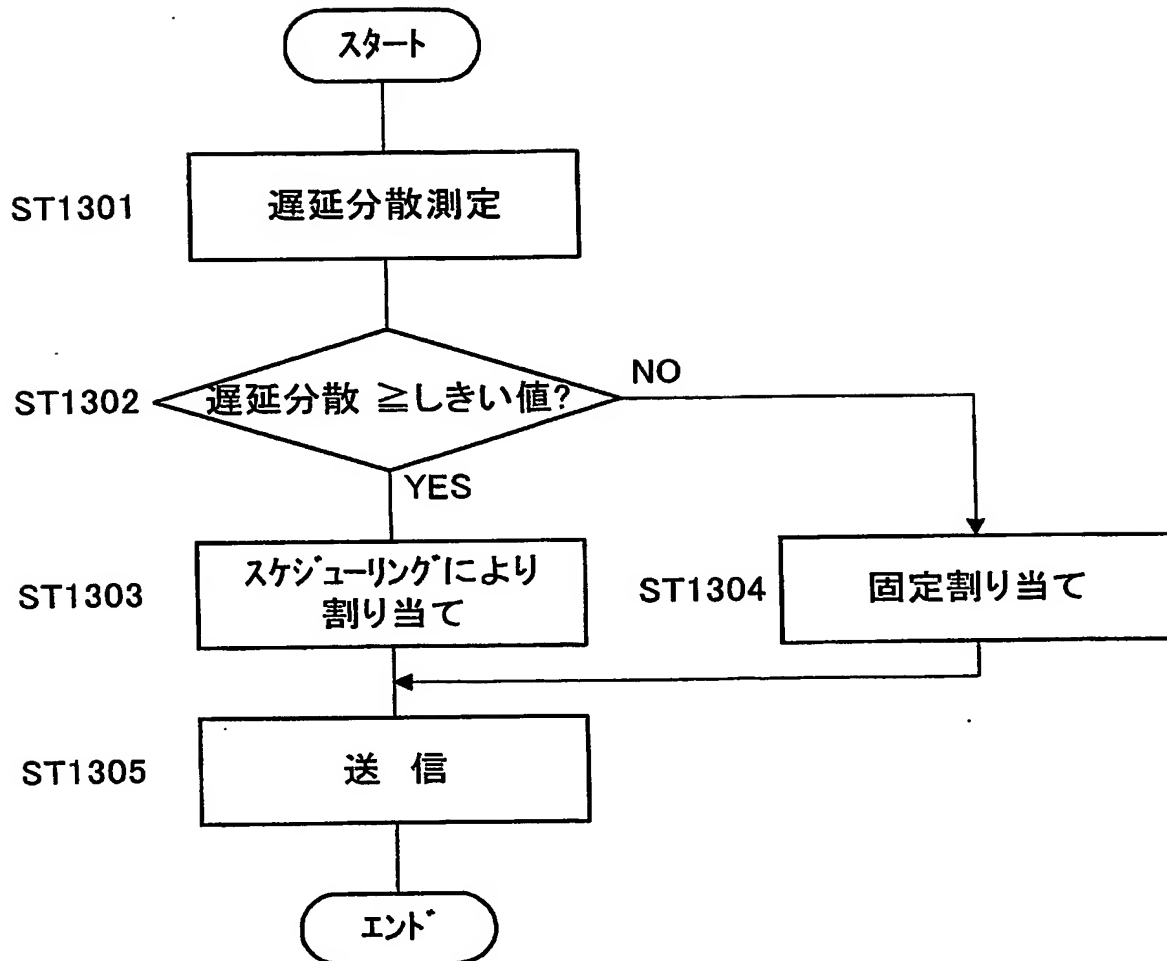 スタート
ST1301
遅延分散測定
ST1302
遅延分散 ≧しきい値?
NO
YES
ST1303
スケジューリングにより
割り当て
ST1304
固定割り当て
ST1305
送 信
エンド